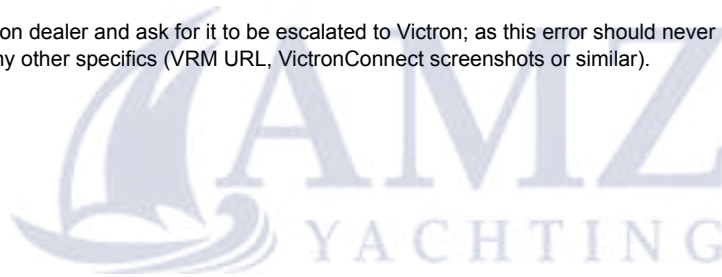 on dealer and ask for it to be escalated to Victron; as this error should never
ny other specifics (VRM URL, VictronConnect screenshots or similar).
AMZ
YACHTING